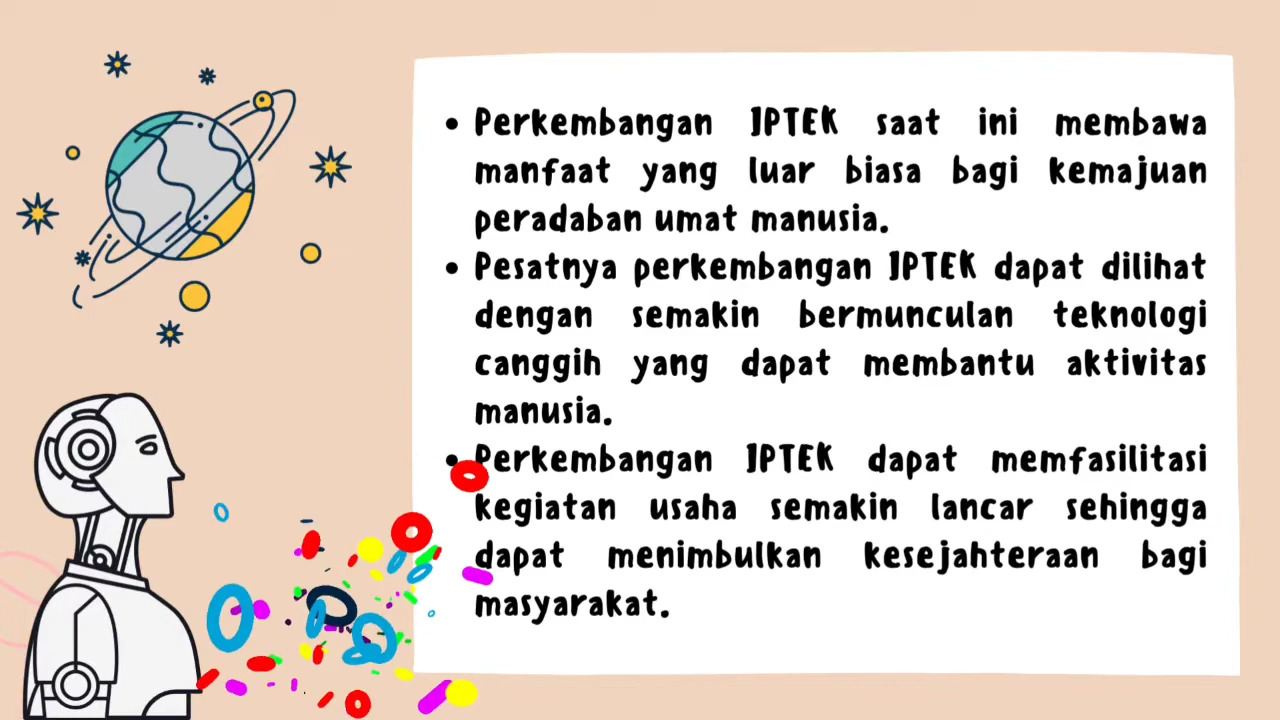 • Perkembangan IPTEK saat ini membawa
manfaat yang luar biasa bagi kemajuan
peradaban umat manusia.
• Pesatnya perkembangan IPTEK dapat dilihat
dengan semakin bermunculan teknologi
canggih yang dapat membantu aktivitas
manusia.
• Perkembangan IPTEK dapat memfasilitasi
kegiatan usaha semakin lancar sehingga
dapat menimbulkan kesejahteraan bagi
masyarakat.